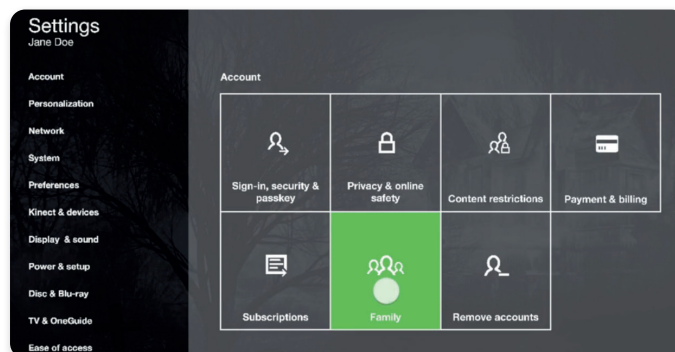 Settings
Jane Doe
Account
Personalization
Network
System
Preferences
Kinect & devices
Display & sound
Power & setup
Disc & Blu-ray
TV & OneGuide
Ease of access
Account
Sign-in, security &
passkey
Privacy & online
safety
Content restrictions
Payment & billing
Subscriptions
Family
Remove accounts